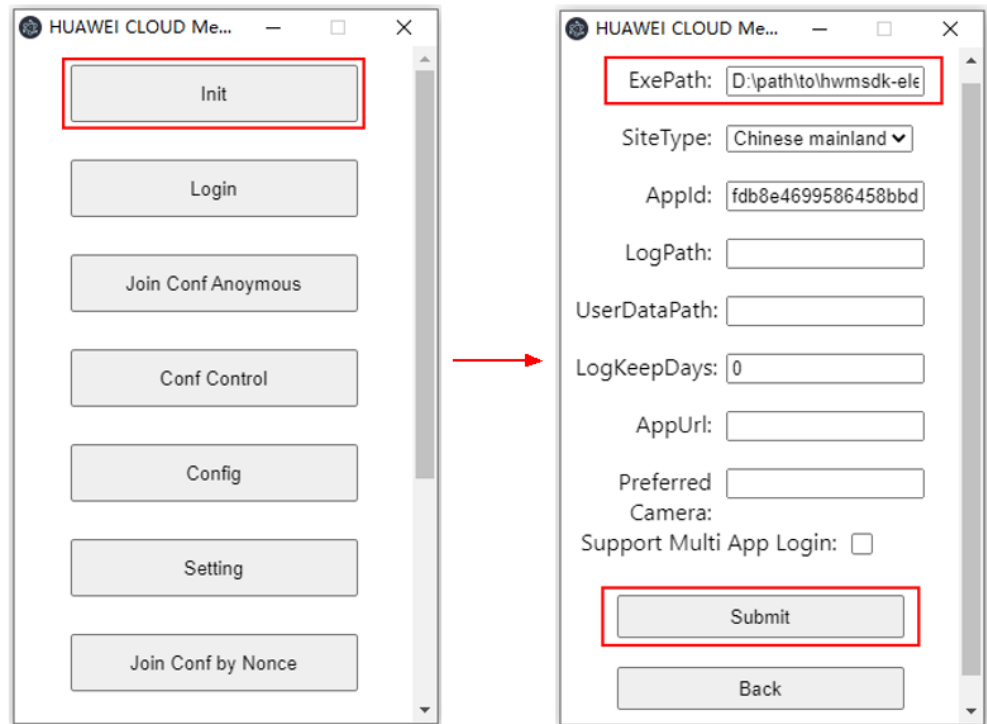 HUAWEI CLOUD Me...
Init
Login
Join Conf Anoymous
Conf Control
Config
Setting
Join Conf by Nonce
HUAWEI CLOUD Me...
ExePath: D:\path\to\hwmsdk-ele
SiteType: Chinese mainland
AppId: fdb8e4699586458bbd
LogPath:
UserDataPath:
LogKeepDays: 0
AppUrl:
Preferred
Camera:
Support Multi App Login:
Submit
Back